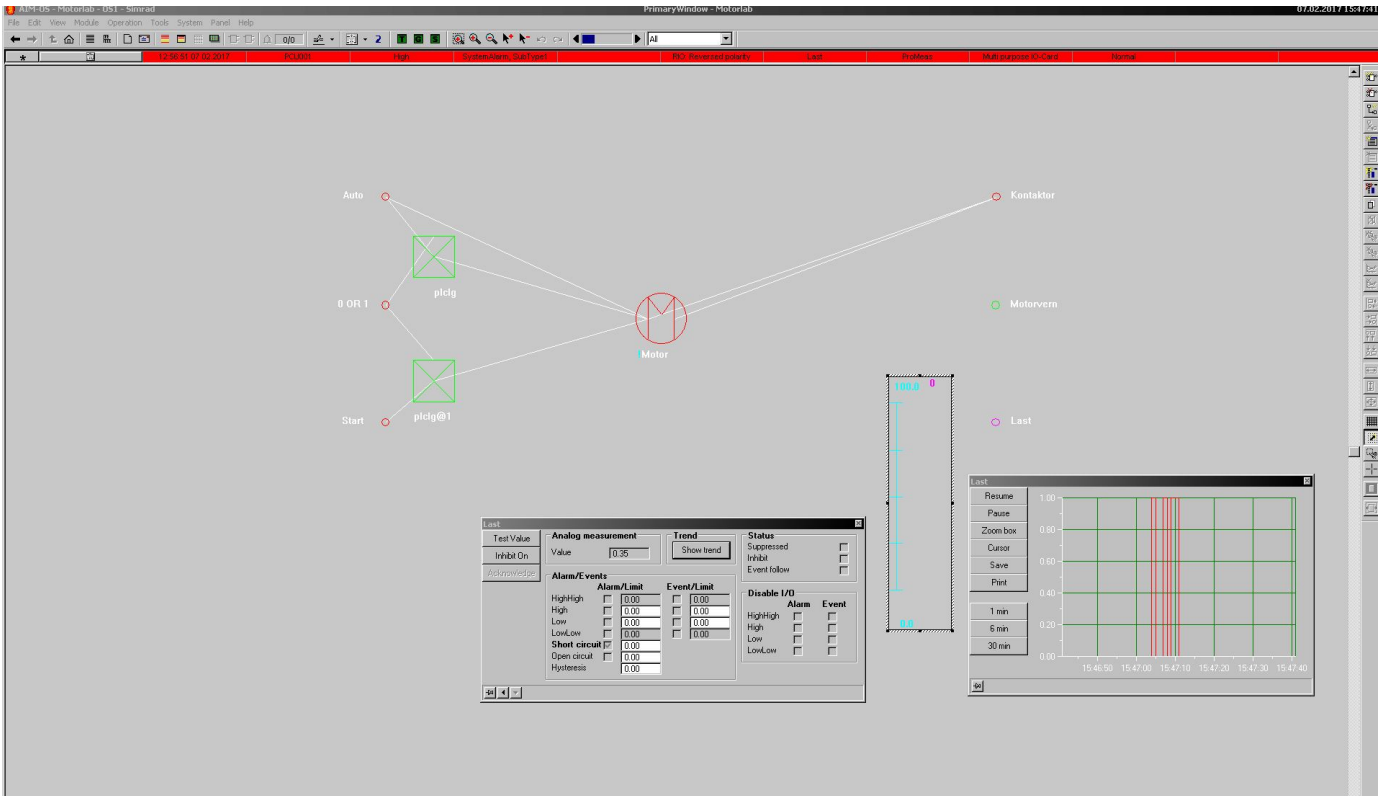 AIM-OS - Motorlab - OS1 - Simrad PrimaryWindow - Motorlab 07.02.2017 15:47:41
File Edit View Module Operation Tools System Panel Help
0/0 2 T G S All
* 12:58:51 07.02.2017 PCU001 High SystemAlarm, SubType1 RIO: Reversed polarity Last ProMeas Multi purpose IO-Card Normal
Auto Kontaktor
plclg
0 OR 1 Motorvern
Motor
100.0 0
plclg@1
Start Last
0.0
Last
Test Value
Inhibit On
Acknowledge
Analog measurement
Value 0.35
Trend
Show trend
Status
Suppressed
Inhibit
Event follow
Alarm/Events
Alarm/Limit Event/Limit
HighHigh 0.00 0.00
High 0.00 0.00
Low 0.00 0.00
LowLow 0.00 0.00
Short circuit 0.00
Open circuit 0.00
Hysteresis 0.00
Disable I/O
Alarm Event
HighHigh
High
Low
LowLow
Last
Resume
Pause
Zoom box
Cursor
Save
Print
1 min
6 min
30 min
1.00
0.80
0.60
0.40
0.20
0.00
15:46:50 15:47:00 15:47:10 15:47:20 15:47:30 15:47:40